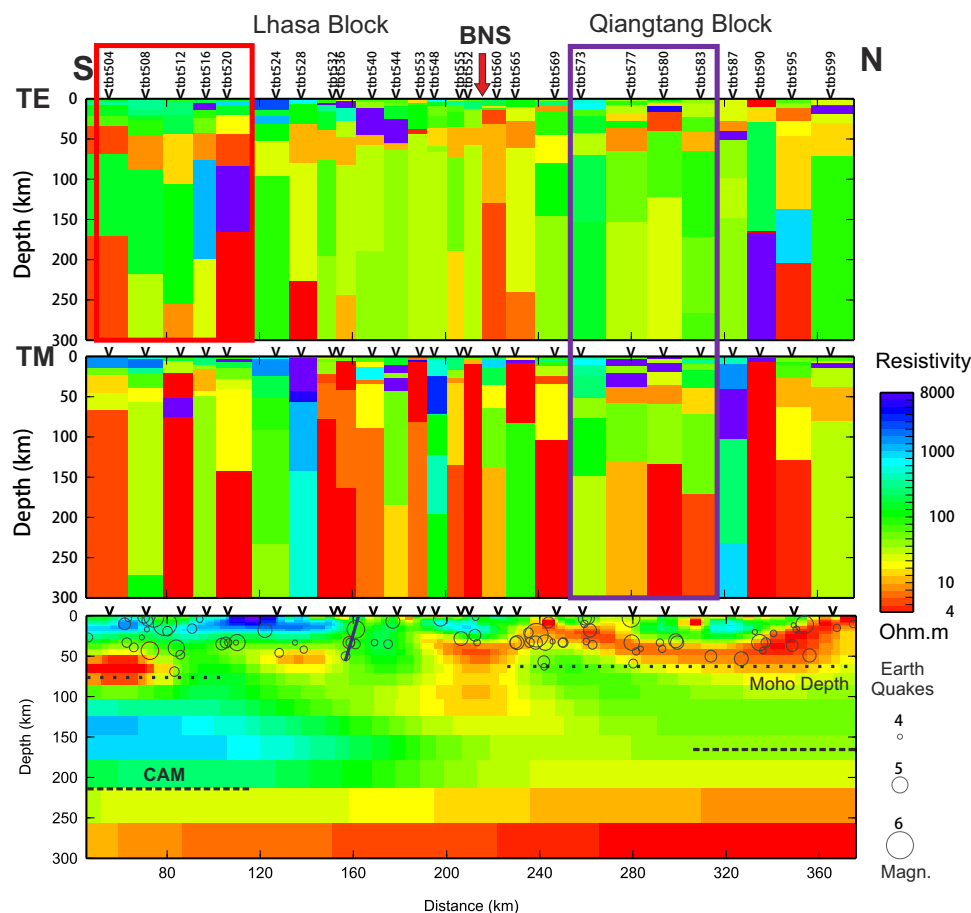 Lhasa Block
BNS
Qiangtang Block
S
N
tbt504
tbt508
tbt512
tbt516
tbt520
tbt524
tbt528
tbt532
tbt536
tbt540
tbt544
tbt553
tbt548
tbt552
tbt560
tbt565
tbt569
tbt573
tbt577
tbt580
tbt583
tbt587
tbt590
tbt595
tbt599
TE
0
50
100
150
200
250
300
Depth (km)
TM
0
50
100
150
200
250
300
Depth (km)
Resistivity
8000
1000
100
10
4
Ohm.m
0
50
100
150
200
250
300
Depth (km)
Moho Depth
CAM
Earth
Quakes
4
5
6
Magn.
80
120
160
200
240
280
320
360
Distance (km)